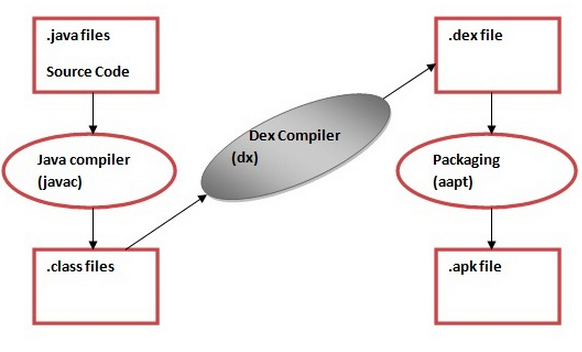 .java files
Source Code
Java compiler
(javac)
.class files
Dex Compiler
(dx)
.dex file
Packaging
(aapt)
.apk file